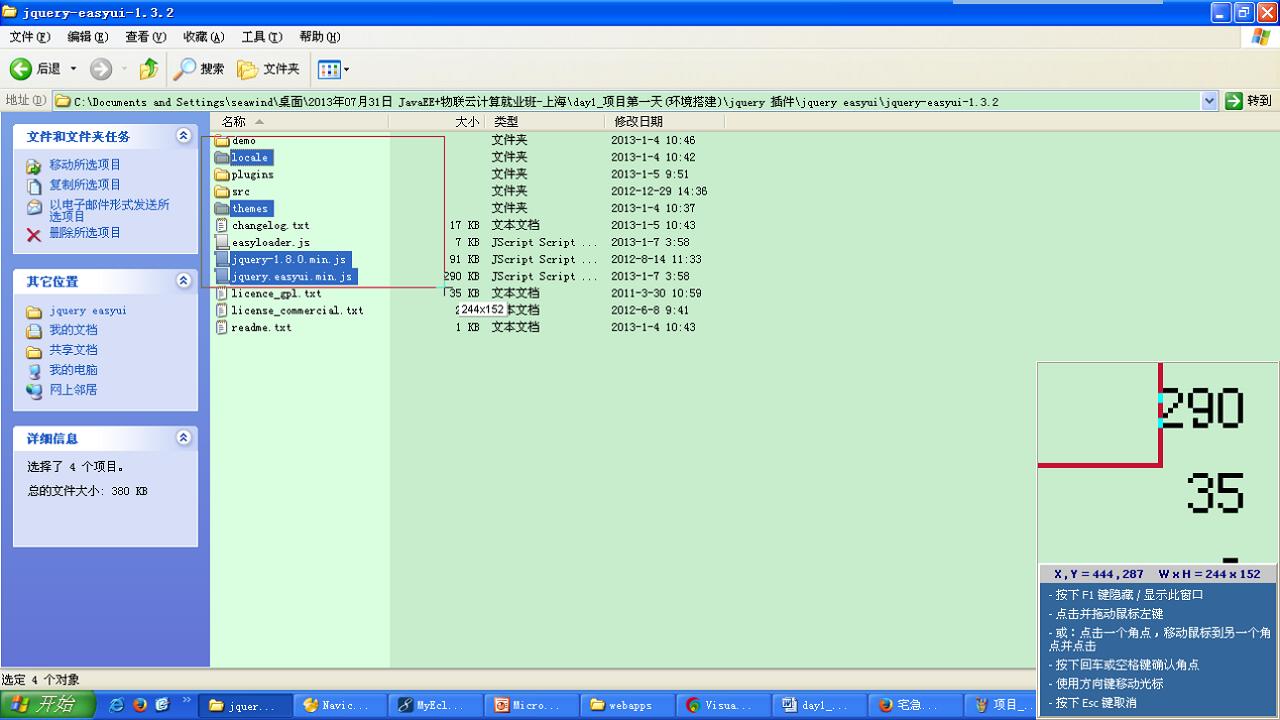 jquery-easyui-1.3.2
文件(F) 编辑(E) 查看(V) 收藏(A) 工具(T) 帮助(H)
后退 搜索 文件夹
地址(D) C:\Documents and Settings\seawind\桌面\2013年07月31日 JavaEE+物联云计算就业班-上海\day1_项目第一天(环境搭建)\jquery 插件\jquery easyui\jquery-easyui-1.3.2 转到
文件和文件夹任务
移动所选项目
复制所选项目
以电子邮件形式发送所
选项目
删除所选项目
其它位置
jquery easyui
我的文档
共享文档
我的电脑
网上邻居
详细信息
选择了 4 个项目。
总的文件大小: 380 KB
名称 大小 类型 修改日期
demo 文件夹 2013-1-4 10:46
locale 文件夹 2013-1-4 10:42
plugins 文件夹 2013-1-5 9:51
src 文件夹 2012-12-29 14:36
themes 文件夹 2013-1-4 10:37
changelog.txt 17 KB 文本文档 2013-1-5 10:43
easyloader.js 7 KB JScript Script ... 2013-1-7 3:58
jquery-1.8.0.min.js 91 KB JScript Script ... 2012-8-14 11:33
jquery.easyui.min.js 290 KB JScript Script ... 2013-1-7 3:58
licence_gpl.txt 35 KB 文本文档 2011-3-30 10:59
license_commercial.txt 文本文档 2012-6-8 9:41
244x152
readme.txt 1 KB 文本文档 2013-1-4 10:43
290
35
X,Y = 444,287 W x H = 244 x 152
- 按下 F1 键隐藏 / 显示此窗口
- 点击并拖动鼠标左键
- 或：点击一个角点，移动鼠标到另一个角
点并点击
- 按下回车或空格键确认角点
- 使用方向键移动光标
- 按下 Esc 键取消
选定 4 个对象
开始 jquer... Navic... MyEcl... Micro... webapps Visua... day1_... 宅急... 项目_...